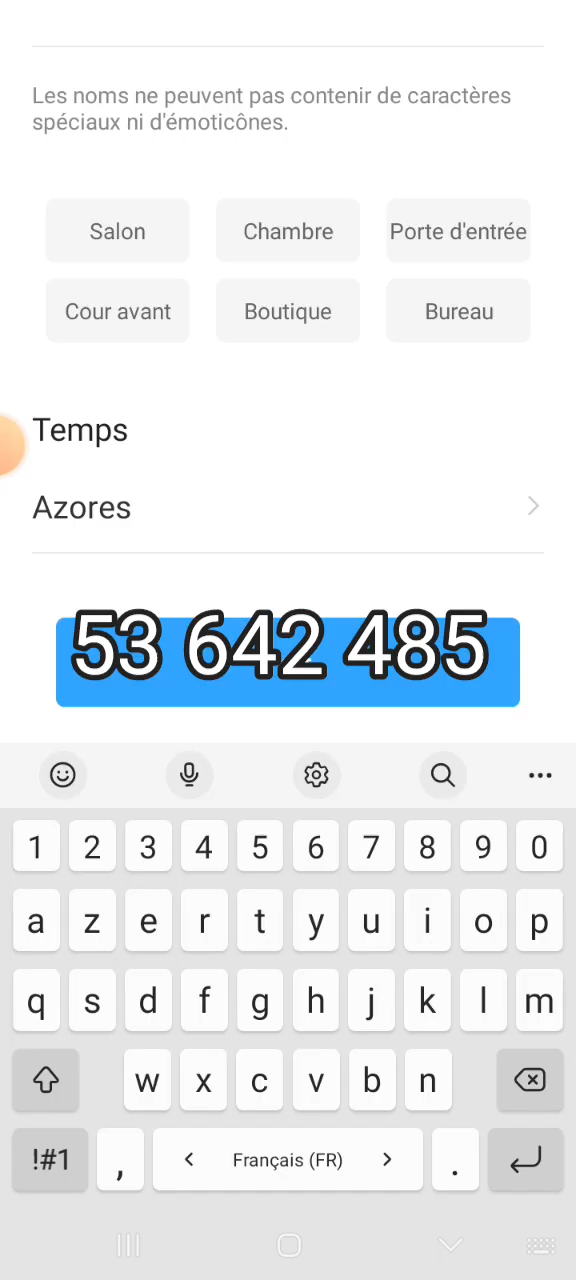 Les noms ne peuvent pas contenir de caractères
spéciaux ni d'émoticônes.
Salon Chambre Porte d'entrée
Cour avant Boutique Bureau
Temps
Azores
53 642 485
1 2 3 4 5 6 7 8 9 0
a z e r t y u i o p
q s d f g h j k l m
w x c v b n
!#1 , < Français (FR) > .